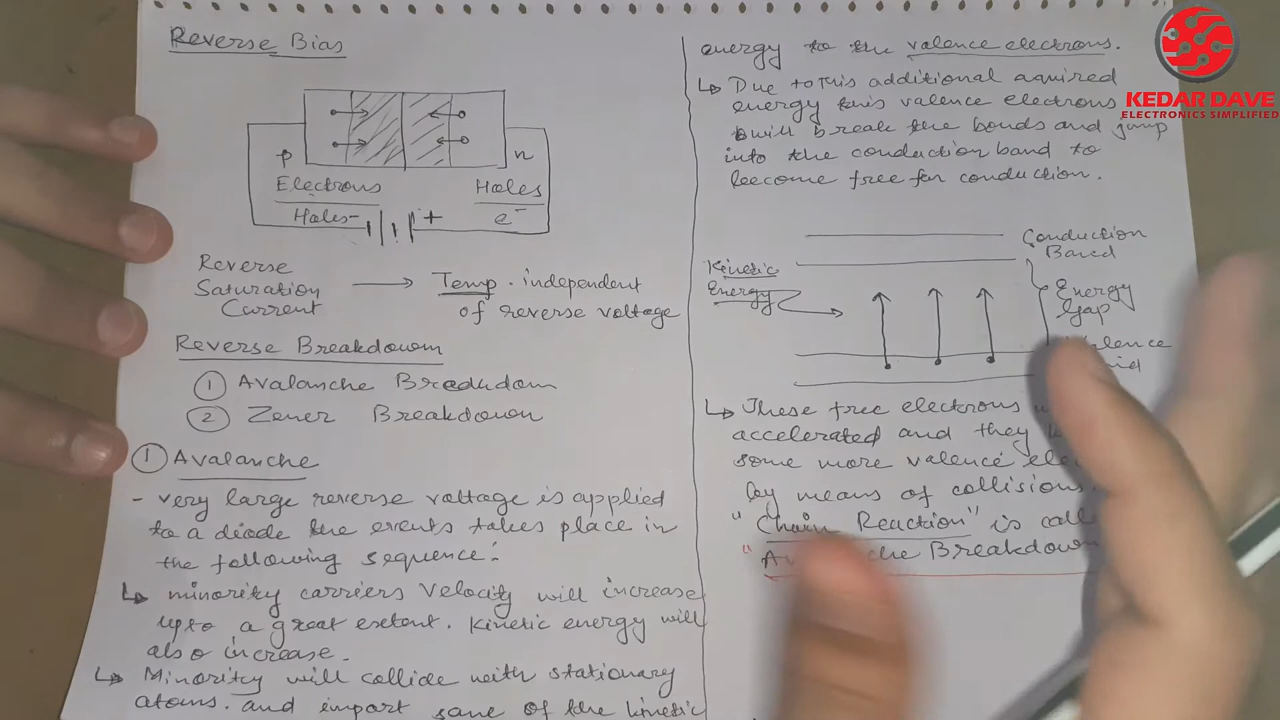 Reverse Bias
p
n
Electrons
Holes
Holes
e⁻
- +
Reverse
Saturation
Current
→ Temp. independent
of reverse voltage
Reverse Breakdown
① Avalanche Breakdown
② Zener Breakdown
① Avalanche
- very large reverse voltage is applied
to a diode the events takes place in
the following sequence:
↳ minority carriers velocity will increase
upto a great extent. Kinetic energy will
also increase.
↳ Minority will collide with stationary
atoms. and impart some of the kinetic
energy to the valence electrons.
↳ Due to this additional aquired
energy this valence electrons
will break the bonds and jump
into the conduction band to
become free for conduction.
Conduction
Band
Kinetic
Energy
Energy
Gap
↳ These free electrons
accelerated and they
some more valence
by means of collisions.
"Chain Reaction" is
Breakdown
KEDAR DAVE
ELECTRONICS SIMPLIFIED